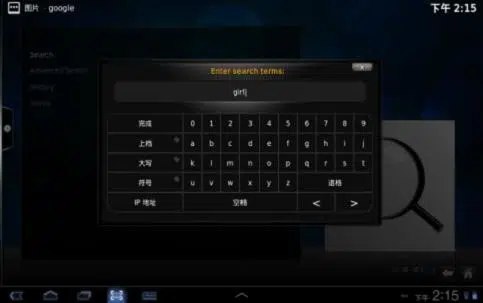 图片 - google
下午 2:15
Search
Enter search terms:
girl
完成 0 1 2 3 4 5 6 7 8 9
上档 a b c d e f g h i j
大写 k l m n o p q r s t
符号 u v w x y z 退格
IP 地址 空格 < >
下午 2:15